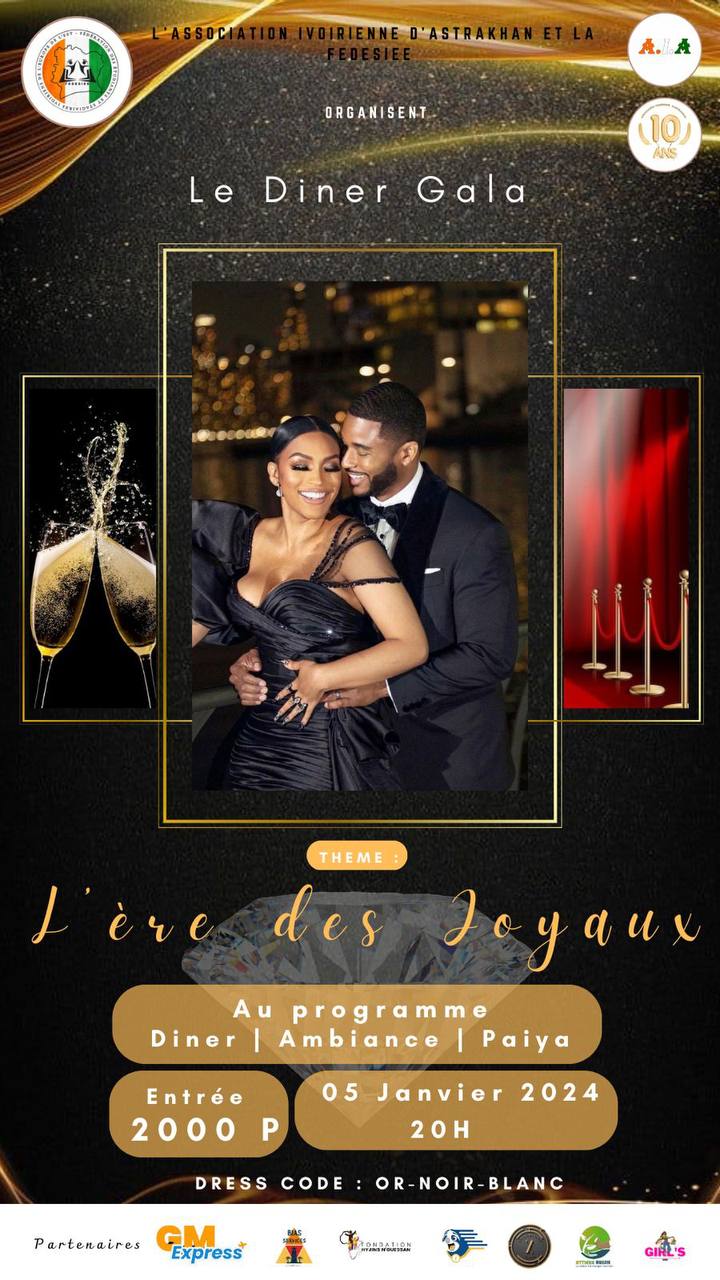 L'ASSOCIATION IVOIRIENNE D'ASTRAKHAN ET LA
FEDESIEE
A.I.A
10
ANS
ORGANISENT
Le Diner Gala
THEME :
L'ère des Joyaux
Au programme
Diner | Ambiance | Paiya
Entrée
2000 P
05 Janvier 2024
20H
DRESS CODE : OR-NOIR-BLANC
Partenaires
GM
Express
FONDATION
GIRL'S